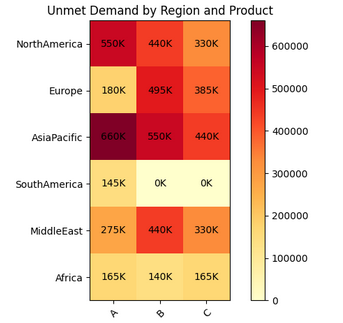 Unmet Demand by Region and Product
NorthAmerica 550K 440K 330K
Europe 180K 495K 385K
AsiaPacific 660K 550K 440K
SouthAmerica 145K 0K 0K
MiddleEast 275K 440K 330K
Africa 165K 140K 165K
A B C
600000
500000
400000
300000
200000
100000
0